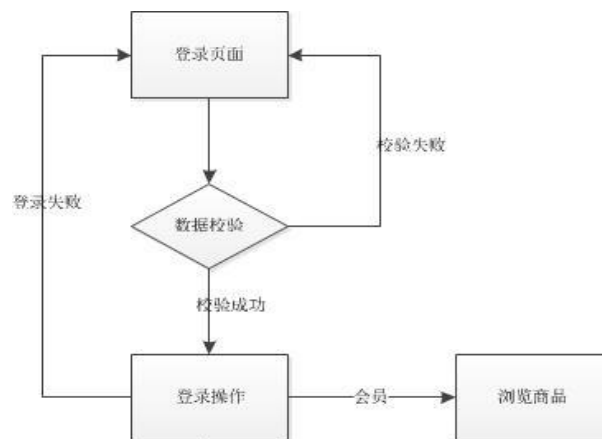 登录页面
校验失败
登录失败
数据校验
校验成功
登录操作
会员
浏览商品